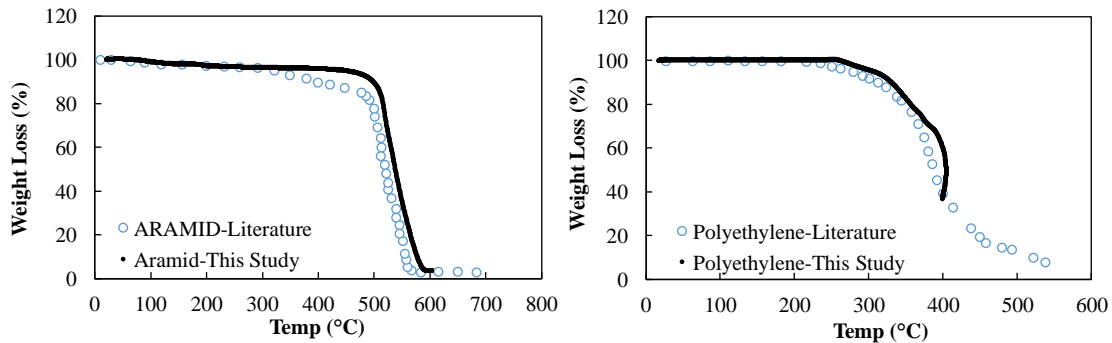 120
100
80
60
40
20
0
Weight Loss (%)
ARAMID-Literature
Aramid-This Study
0 100 200 300 400 500 600 700 800
Temp (°C)
120
100
80
60
40
20
0
Weight Loss (%)
Polyethylene-Literature
Polyethylene-This Study
0 100 200 300 400 500 600
Temp (°C)